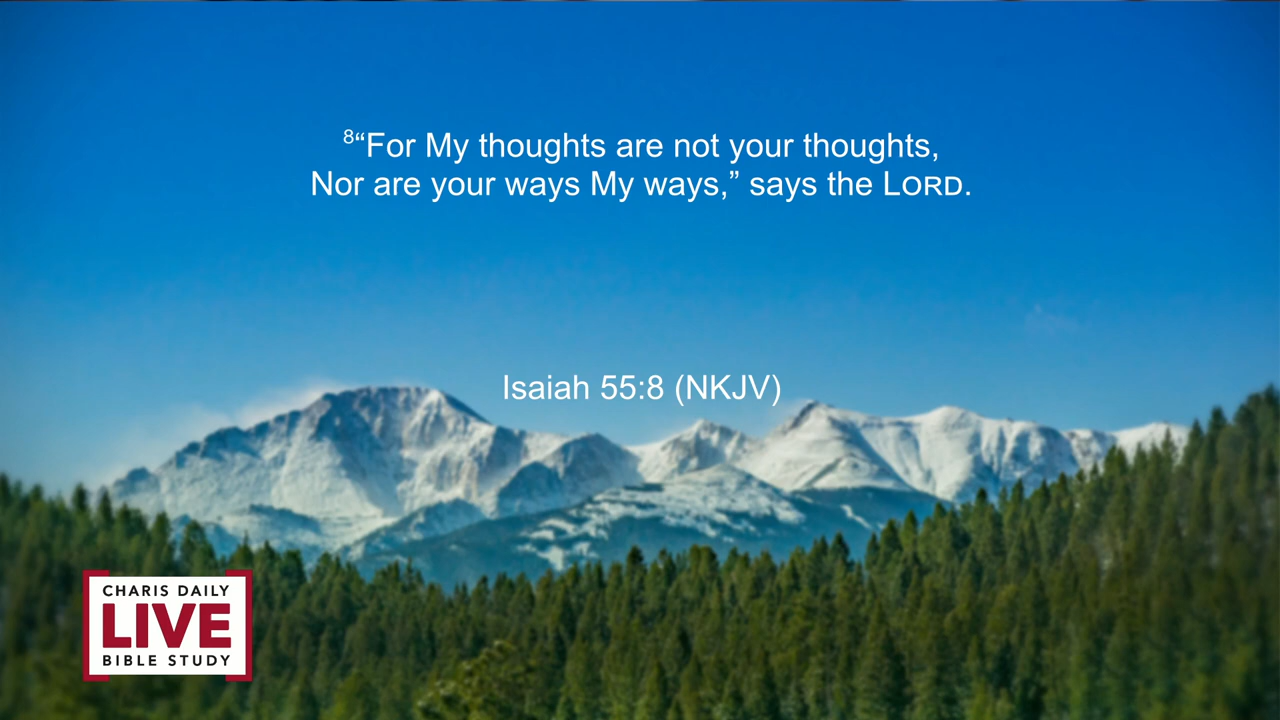 8“For My thoughts are not your thoughts,
Nor are your ways My ways,” says the LORD.
Isaiah 55:8 (NKJV)
CHARIS DAILY
LIVE
BIBLE STUDY